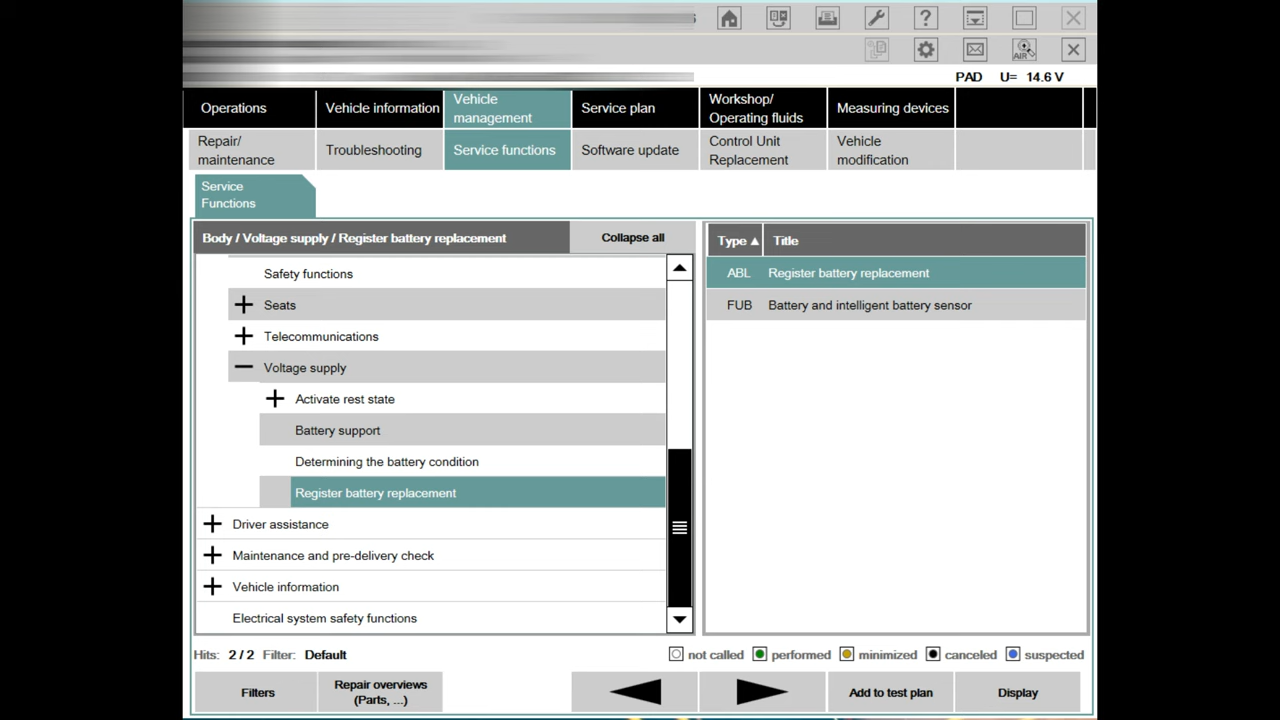 ?
AIR
PAD U= 14.6 V
Operations
Vehicle information
Vehicle
management
Service plan
Workshop/
Operating fluids
Measuring devices
Repair/
maintenance
Troubleshooting
Service functions
Software update
Control Unit
Replacement
Vehicle
modification
Service
Functions
Body / Voltage supply / Register battery replacement
Collapse all
Safety functions
Seats
Telecommunications
Voltage supply
Activate rest state
Battery support
Determining the battery condition
Register battery replacement
Driver assistance
Maintenance and pre-delivery check
Vehicle information
Electrical system safety functions
Type ▲ Title
ABL Register battery replacement
FUB Battery and intelligent battery sensor
Hits: 2 / 2 Filter: Default
not called performed minimized canceled suspected
Filters
Repair overviews
(Parts, ...)
Add to test plan
Display